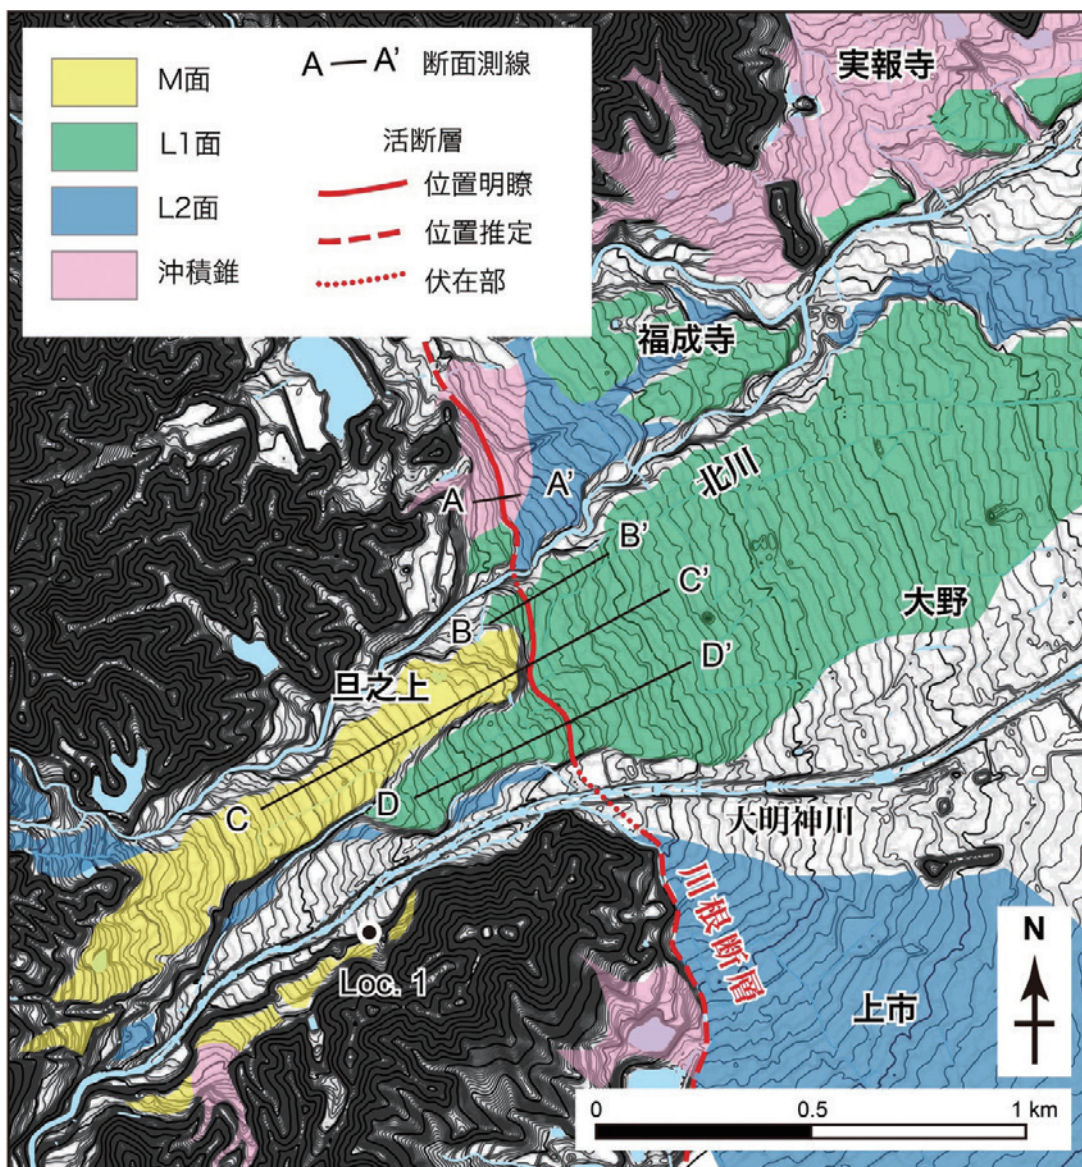 M面
L1面
L2面
沖積錐
A — A' 断面測線
活断層
位置明瞭
位置推定
伏在部
実報寺
福成寺
北川
A
A'
B'
C'
大野
B
D'
旦之上
C
D
大明神川
川根断層
Loc. 1
上市
N
0
0.5
1 km